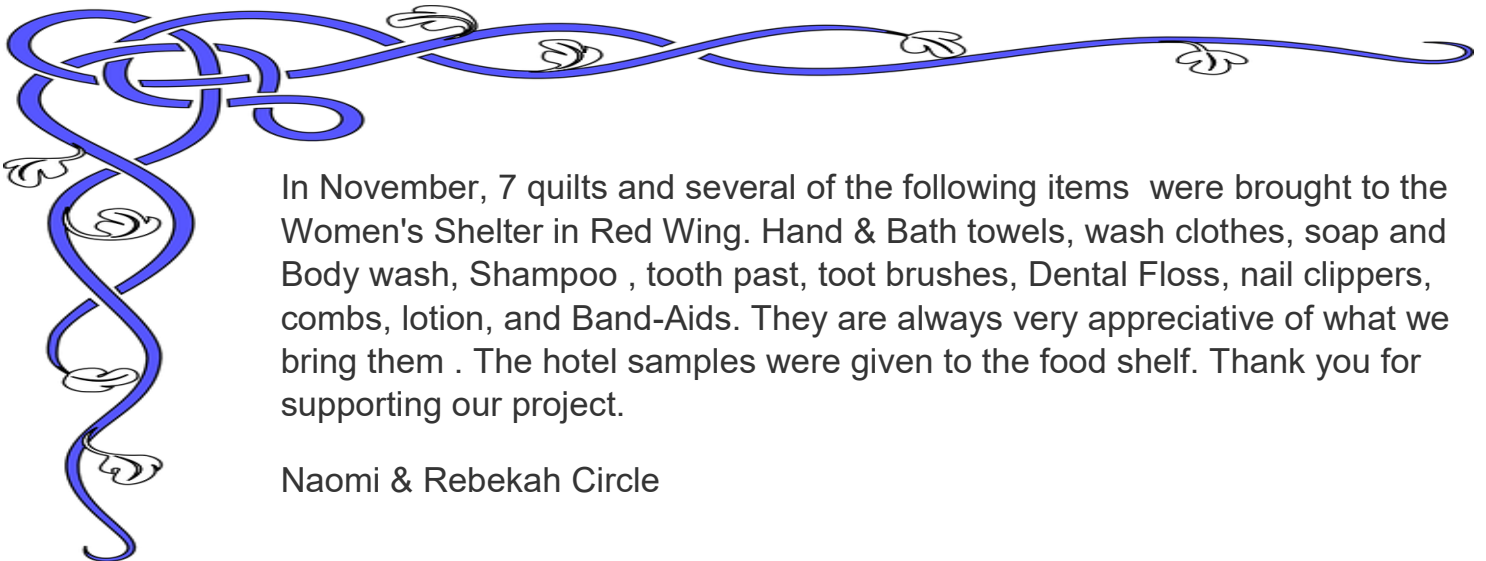 In November, 7 quilts and several of the following items  were brought to the
Women's Shelter in Red Wing. Hand & Bath towels, wash clothes, soap and
Body wash, Shampoo , tooth past, toot brushes, Dental Floss, nail clippers,
combs, lotion, and Band-Aids. They are always very appreciative of what we
bring them . The hotel samples were given to the food shelf. Thank you for
supporting our project.
Naomi & Rebekah Circle